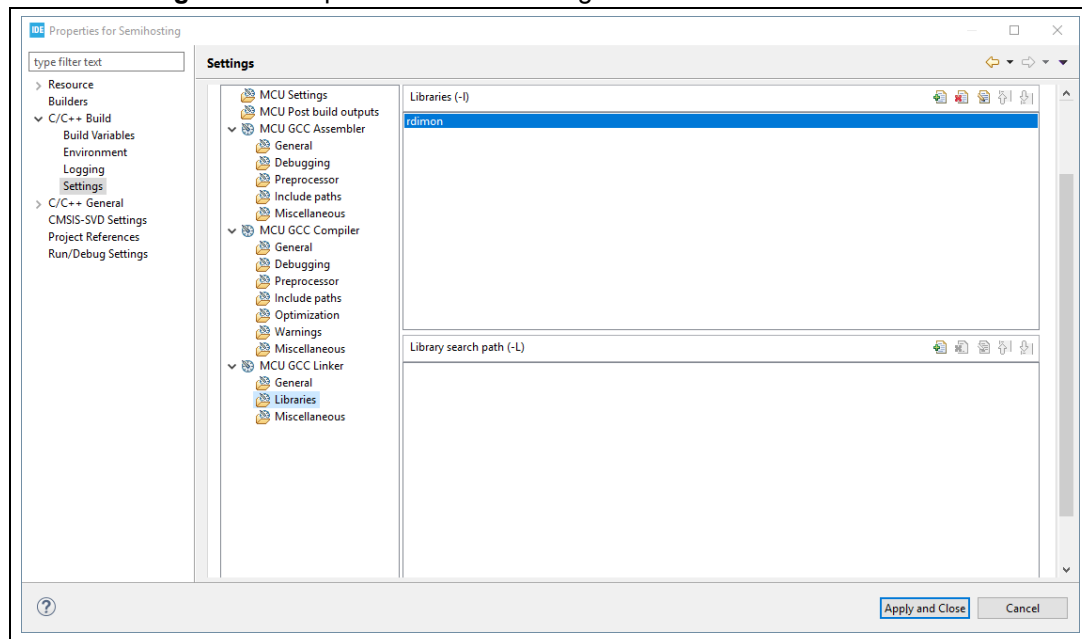 IDE Properties for Semihosting
type filter text
Resource
Builders
C/C++ Build
Build Variables
Environment
Logging
Settings
C/C++ General
CMSIS-SVD Settings
Project References
Run/Debug Settings
Settings
MCU Settings
MCU Post build outputs
MCU GCC Assembler
General
Debugging
Preprocessor
Include paths
Miscellaneous
MCU GCC Compiler
General
Debugging
Preprocessor
Include paths
Optimization
Warnings
Miscellaneous
MCU GCC Linker
General
Libraries
Miscellaneous
Libraries (-l)
rdimon
Library search path (-L)
?
Apply and Close
Cancel